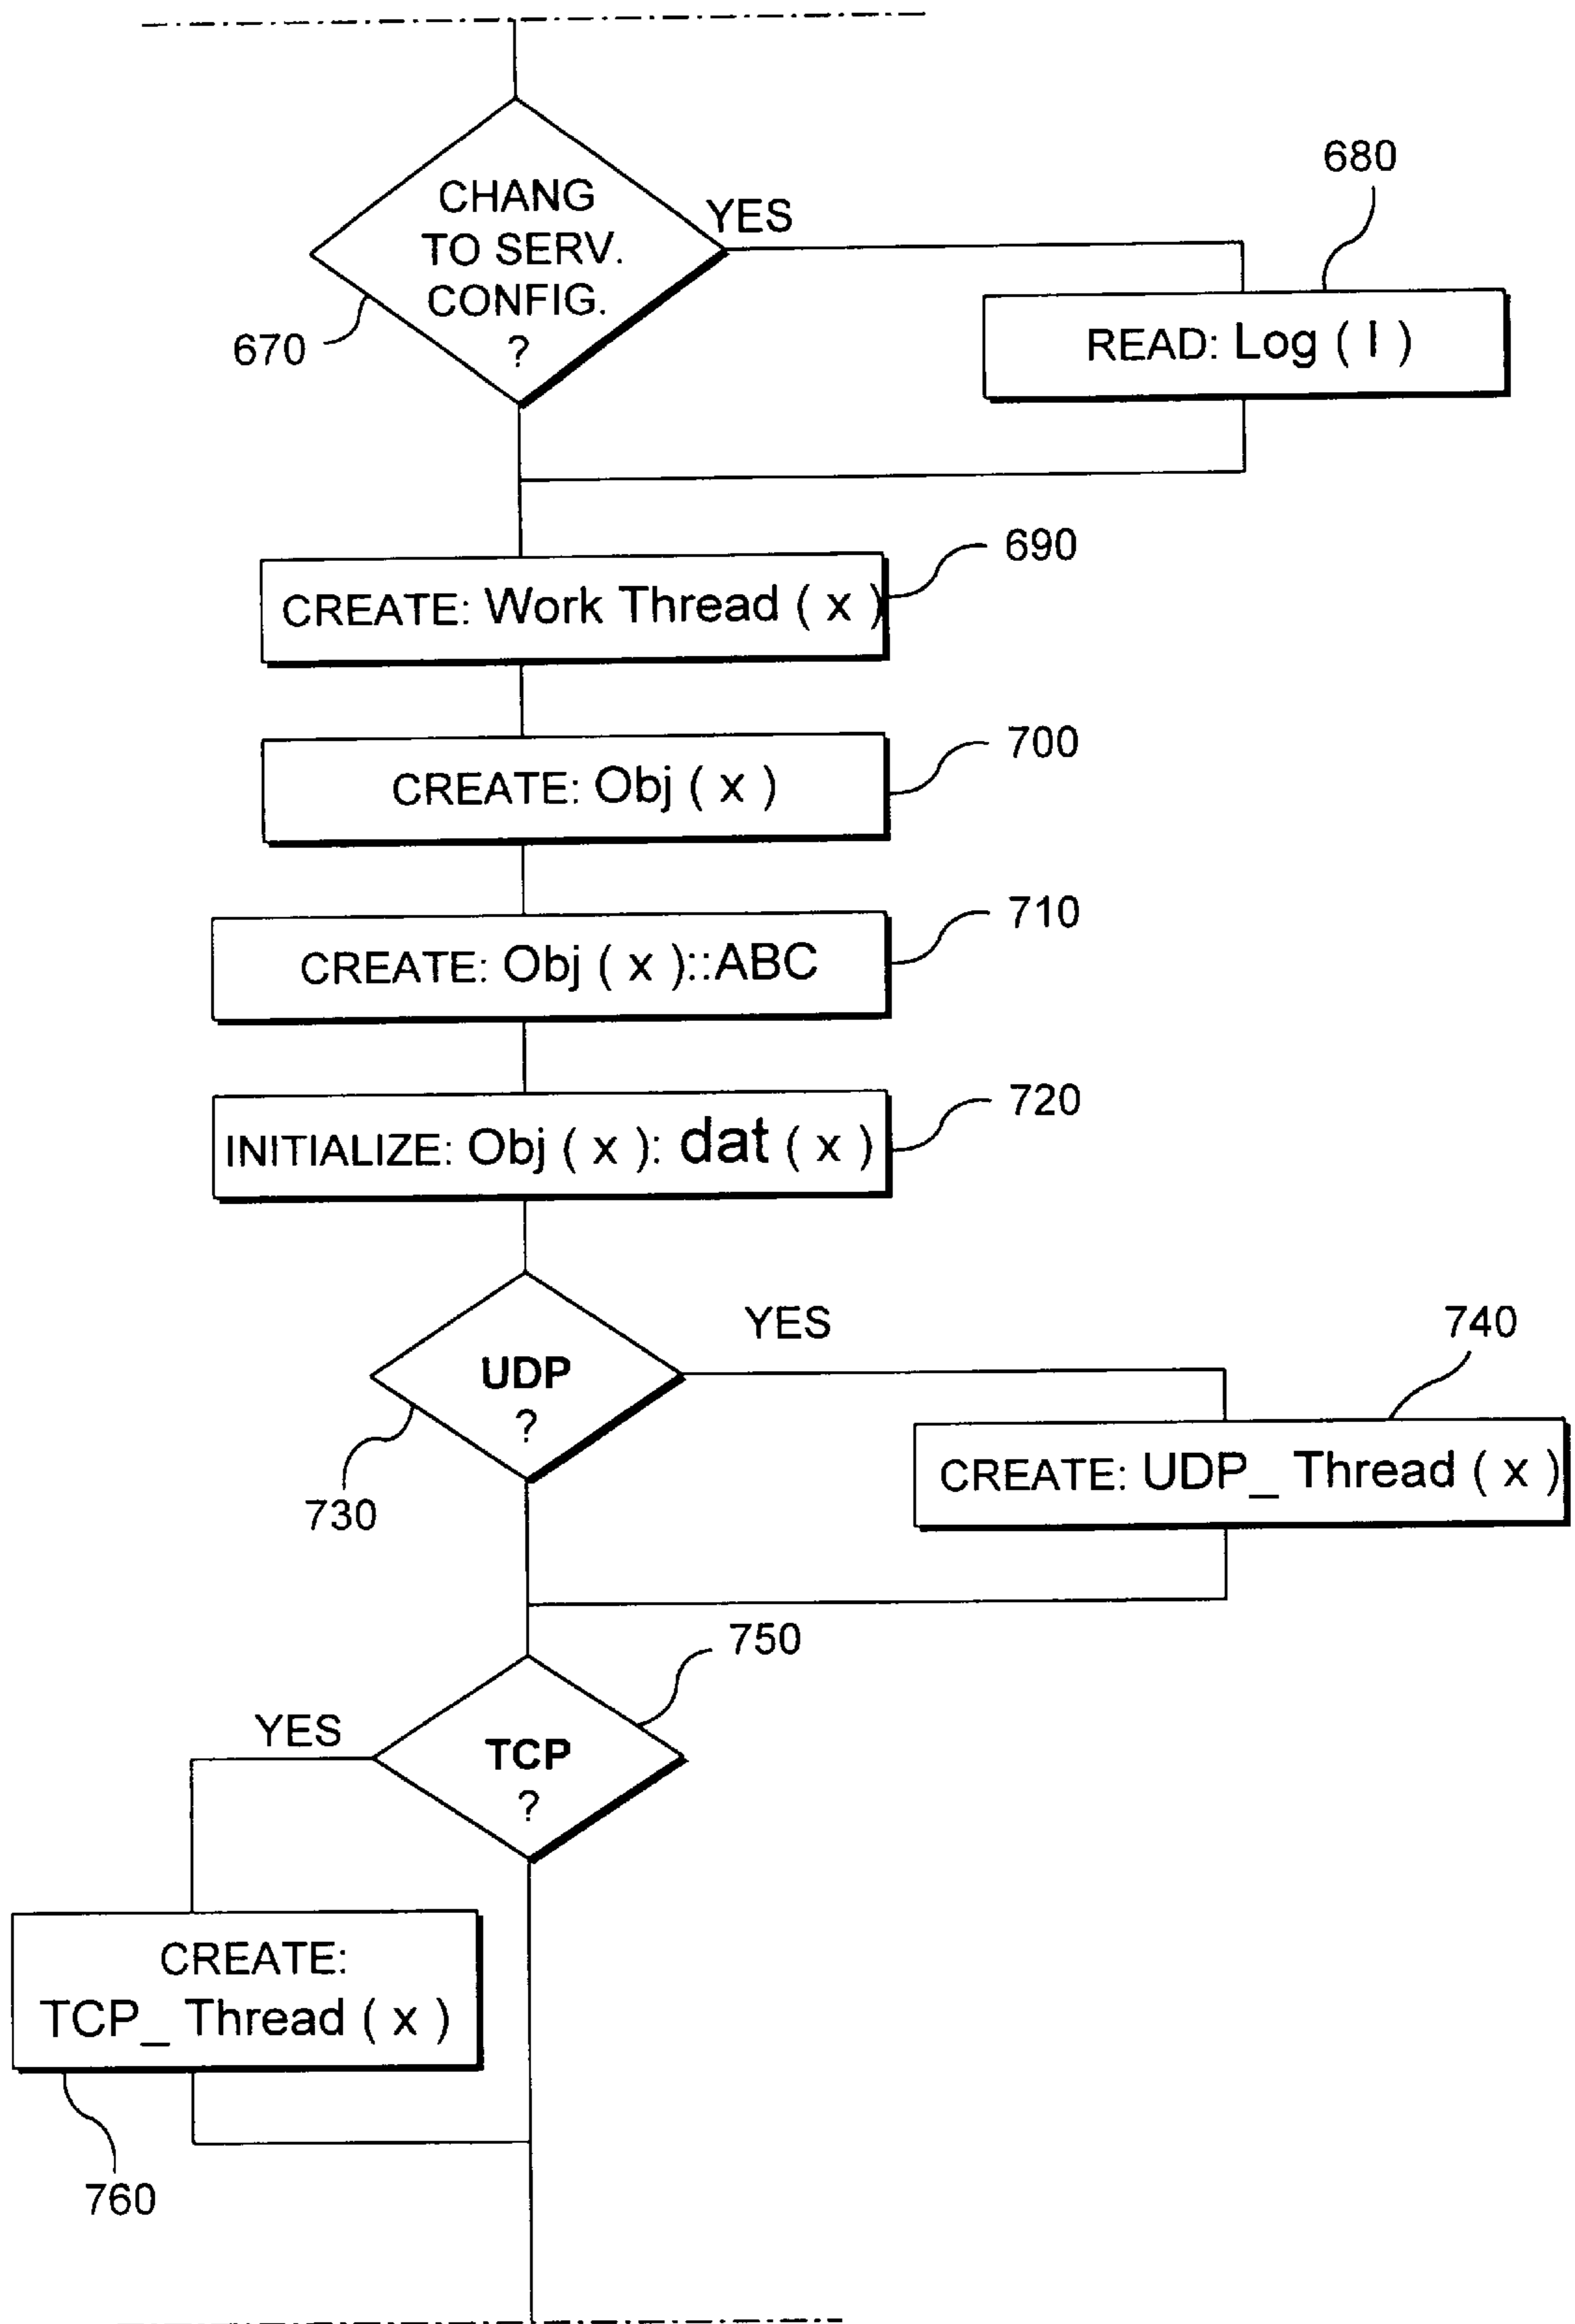 CHANG
TO SERV.
CONFIG.
?
670
YES
680
READ: Log ( I )
690
CREATE: Work Thread ( x )
700
CREATE: Obj ( x )
710
CREATE: Obj ( x )::ABC
720
INITIALIZE: Obj ( x ): dat ( x )
UDP
?
730
YES
740
CREATE: UDP_ Thread ( x )
750
YES
TCP
?
CREATE:
TCP_ Thread ( x )
760